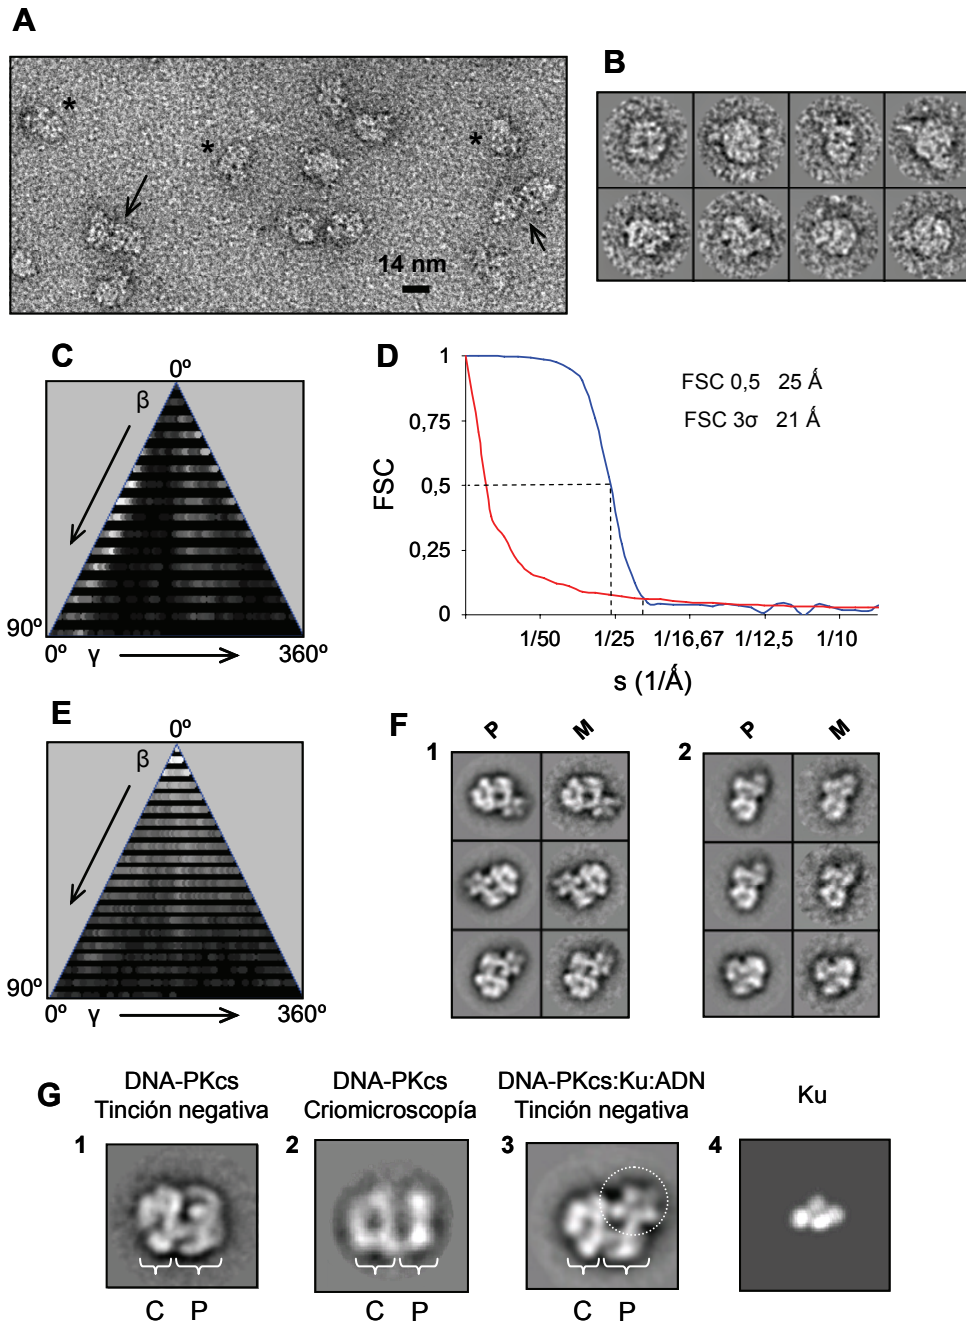 A
*
*
*
14 nm
B
C
0º
β
90º
0º γ 360º
D
1
0,75
0,5
0,25
0
FSC
FSC 0,5 25 Å
FSC 3σ 21 Å
1/50 1/25 1/16,67 1/12,5 1/10
s (1/Å)
E
0º
β
90º
0º γ 360º
F
1
P M
2
P M
G
DNA-PKcs
Tinción negativa
1
C P
DNA-PKcs
Criomicroscopía
2
C P
DNA-PKcs:Ku:ADN
Tinción negativa
3
C P
Ku
4